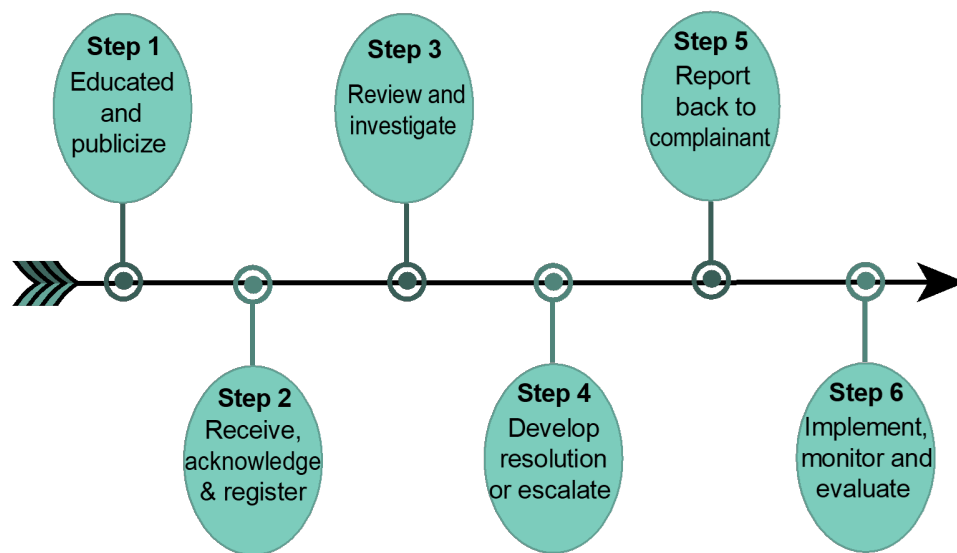 Step 1
Educated
and
publicize
Step 2
Receive,
acknowledge
& register
Step 3
Review and
investigate
Step 4
Develop
resolution
or escalate
Step 5
Report
back to
complainant
Step 6
Implement,
monitor and
evaluate